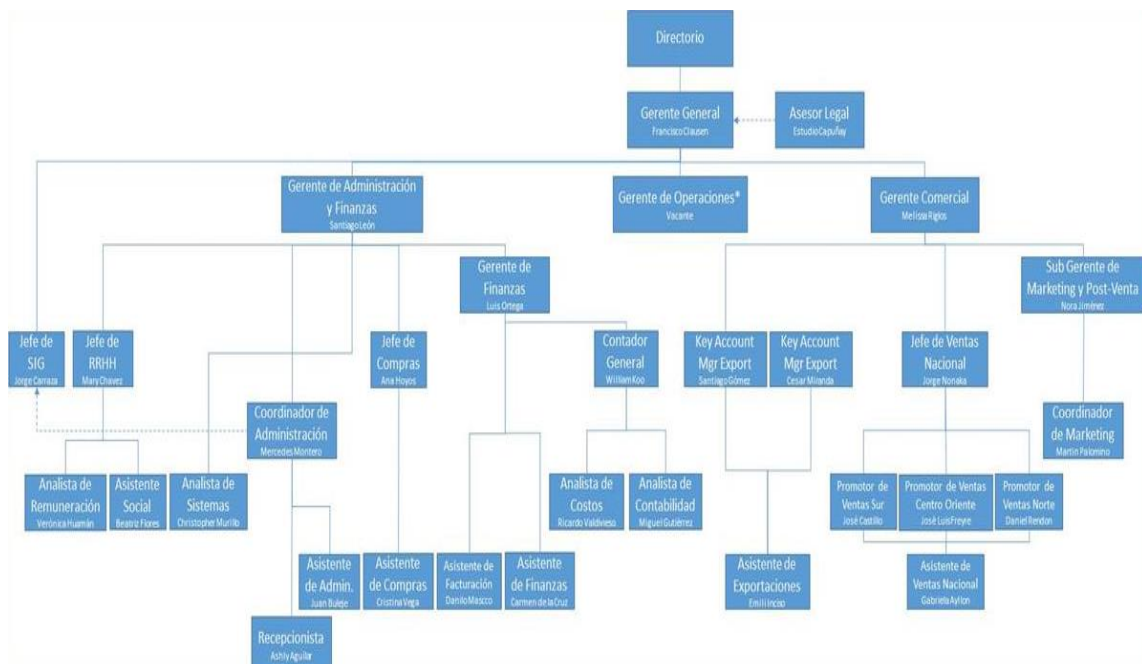 Directorio
Gerente General
Francisco Clausen
Asesor Legal
Estudio Capuñay
Gerente de Administración
y Finanzas
Santiago León
Gerente de Operaciones*
Vacante
Gerente Comercial
Melissa Riglos
Gerente de
Finanzas
Luis Ortega
Sub Gerente de
Marketing y Post-Venta
Nora Jiménez
Jefe de
SIG
Jorge Carraza
Jefe de
RRHH
Mary Chavez
Jefe de
Compras
Ana Hoyos
Contador
General
William Koo
Key Account
Mgr Export
Santiago Gómez
Key Account
Mgr Export
Cesar Miranda
Jefe de Ventas
Nacional
Jorge Nonaka
Coordinador de
Administración
Mercedes Montero
Coordinador
de Marketing
Martín Palomino
Analista de
Remuneración
Verónica Huamán
Asistente
Social
Beatriz Flores
Analista de
Sistemas
Christopher Murillo
Analista de
Costos
Ricardo Valdivieso
Analista de
Contabilidad
Miguel Gutiérrez
Promotor de
Ventas Sur
José Castillo
Promotor de Ventas
Centro Oriente
José Luis Freyre
Promotor de
Ventas Norte
Daniel Rendon
Asistente
de Admin.
Juan Buleje
Asistente
de Compras
Cristina Vega
Asistente de
Facturación
Danilo Mascco
Asistente
de Finanzas
Carmen de la Cruz
Asistente de
Exportaciones
Emili Inciso
Asistente de
Ventas Nacional
Gabriela Ayllon
Recepcionista
Ashly Aguilar